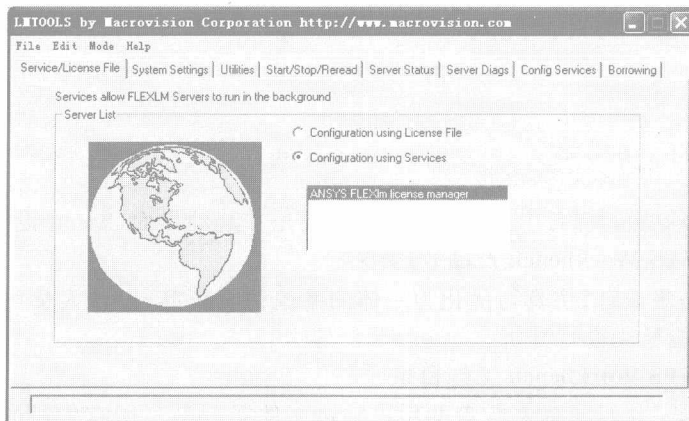 LMTOOLS by Macrovision Corporation http://www.macrovision.com
File Edit Mode Help
Service/License File | System Settings | Utilities | Start/Stop/Reread | Server Status | Server Diags | Config Services | Borrowing |
Services allow FLEXLM Servers to run in the background
Server List
Configuration using License File
Configuration using Services
ANSYS FLEXlm license manager